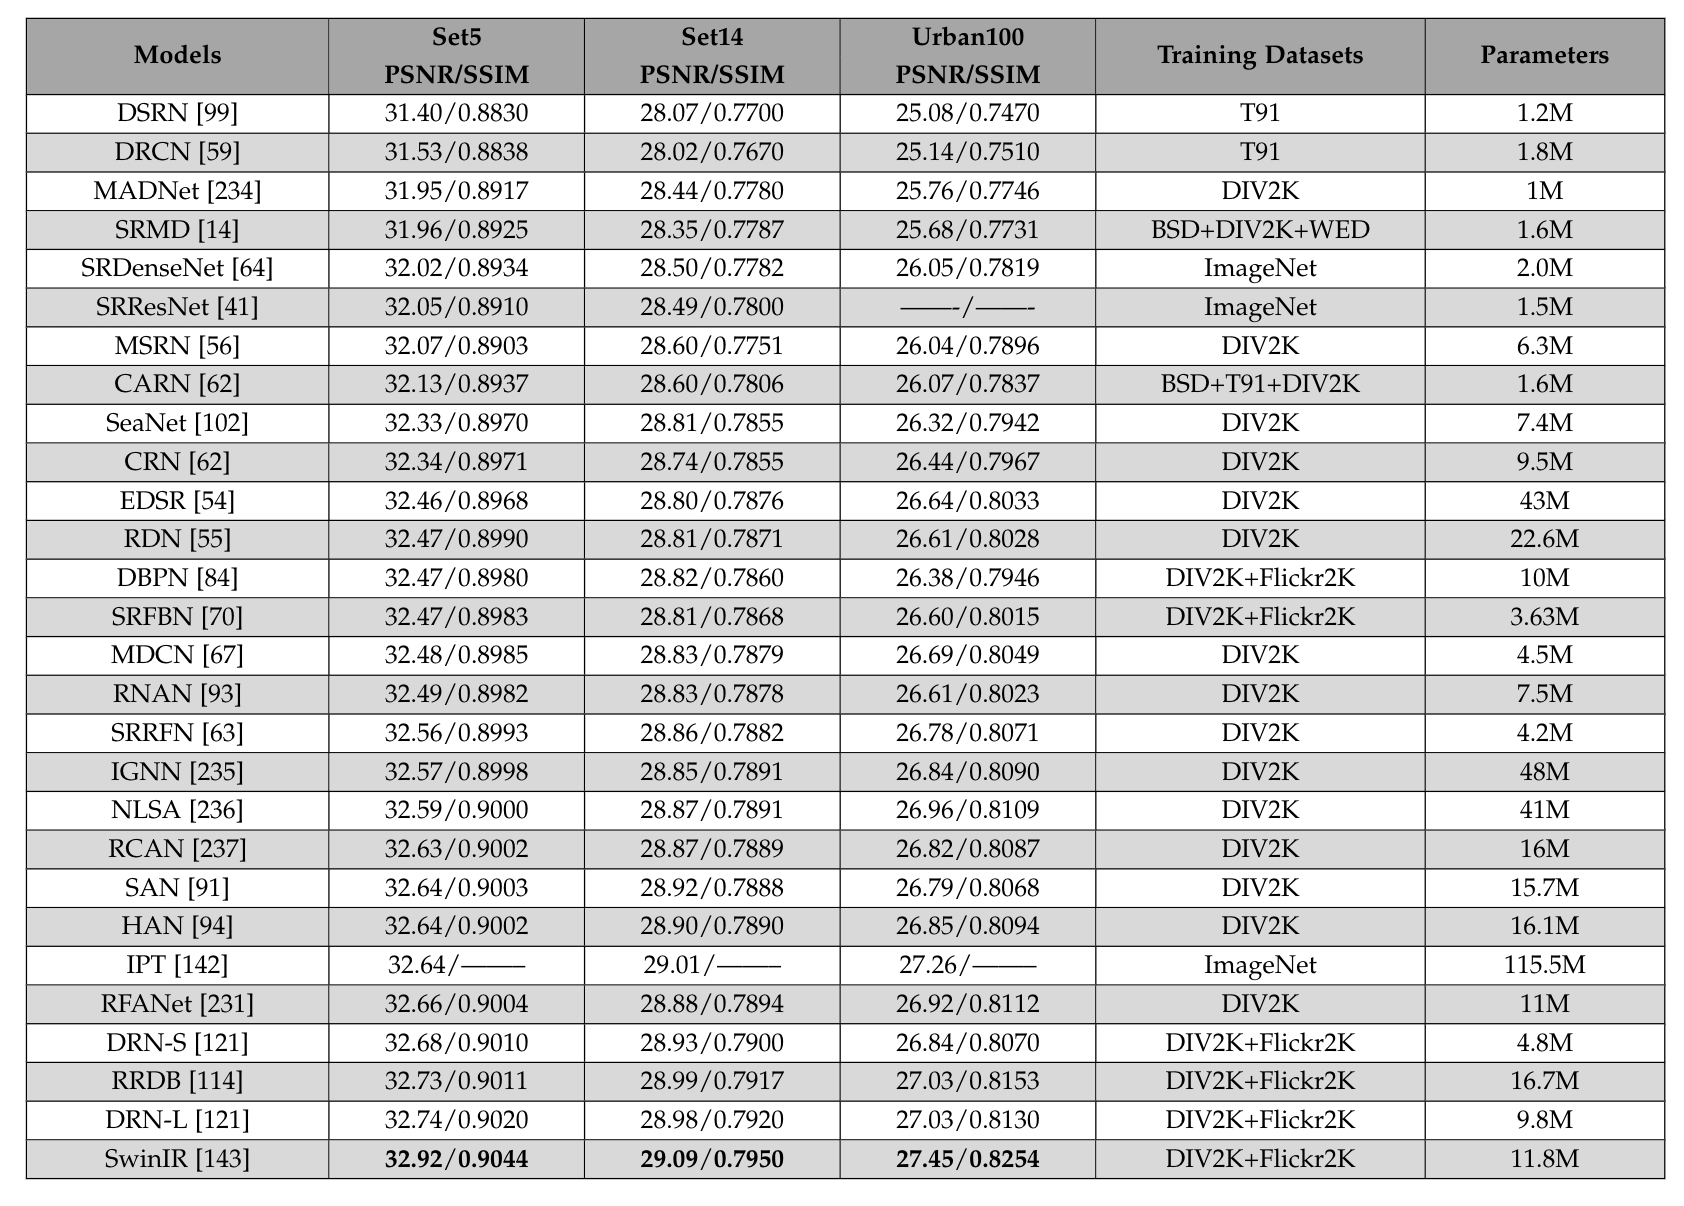 Models Set5 PSNR/SSIM Set14 PSNR/SSIM Urban100 PSNR/SSIM Training Datasets Parameters
DSRN [99] 31.40/0.8830 28.07/0.7700 25.08/0.7470 T91 1.2M
DRCN [59] 31.53/0.8838 28.02/0.7670 25.14/0.7510 T91 1.8M
MADNet [234] 31.95/0.8917 28.44/0.7780 25.76/0.7746 DIV2K 1M
SRMD [14] 31.96/0.8925 28.35/0.7787 25.68/0.7731 BSD+DIV2K+WED 1.6M
SRDenseNet [64] 32.02/0.8934 28.50/0.7782 26.05/0.7819 ImageNet 2.0M
SRResNet [41] 32.05/0.8910 28.49/0.7800 ——-/——- ImageNet 1.5M
MSRN [56] 32.07/0.8903 28.60/0.7751 26.04/0.7896 DIV2K 6.3M
CARN [62] 32.13/0.8937 28.60/0.7806 26.07/0.7837 BSD+T91+DIV2K 1.6M
SeaNet [102] 32.33/0.8970 28.81/0.7855 26.32/0.7942 DIV2K 7.4M
CRN [62] 32.34/0.8971 28.74/0.7855 26.44/0.7967 DIV2K 9.5M
EDSR [54] 32.46/0.8968 28.80/0.7876 26.64/0.8033 DIV2K 43M
RDN [55] 32.47/0.8990 28.81/0.7871 26.61/0.8028 DIV2K 22.6M
DBPN [84] 32.47/0.8980 28.82/0.7860 26.38/0.7946 DIV2K+Flickr2K 10M
SRFBN [70] 32.47/0.8983 28.81/0.7868 26.60/0.8015 DIV2K+Flickr2K 3.63M
MDCN [67] 32.48/0.8985 28.83/0.7879 26.69/0.8049 DIV2K 4.5M
RNAN [93] 32.49/0.8982 28.83/0.7878 26.61/0.8023 DIV2K 7.5M
SRRFN [63] 32.56/0.8993 28.86/0.7882 26.78/0.8071 DIV2K 4.2M
IGNN [235] 32.57/0.8998 28.85/0.7891 26.84/0.8090 DIV2K 48M
NLSA [236] 32.59/0.9000 28.87/0.7891 26.96/0.8109 DIV2K 41M
RCAN [237] 32.63/0.9002 28.87/0.7889 26.82/0.8087 DIV2K 16M
SAN [91] 32.64/0.9003 28.92/0.7888 26.79/0.8068 DIV2K 15.7M
HAN [94] 32.64/0.9002 28.90/0.7890 26.85/0.8094 DIV2K 16.1M
IPT [142] 32.64/——– 29.01/——– 27.26/——– ImageNet 115.5M
RFANet [231] 32.66/0.9004 28.88/0.7894 26.92/0.8112 DIV2K 11M
DRN-S [121] 32.68/0.9010 28.93/0.7900 26.84/0.8070 DIV2K+Flickr2K 4.8M
RRDB [114] 32.73/0.9011 28.99/0.7917 27.03/0.8153 DIV2K+Flickr2K 16.7M
DRN-L [121] 32.74/0.9020 28.98/0.7920 27.03/0.8130 DIV2K+Flickr2K 9.8M
SwinIR [143] 32.92/0.9044 29.09/0.7950 27.45/0.8254 DIV2K+Flickr2K 11.8M